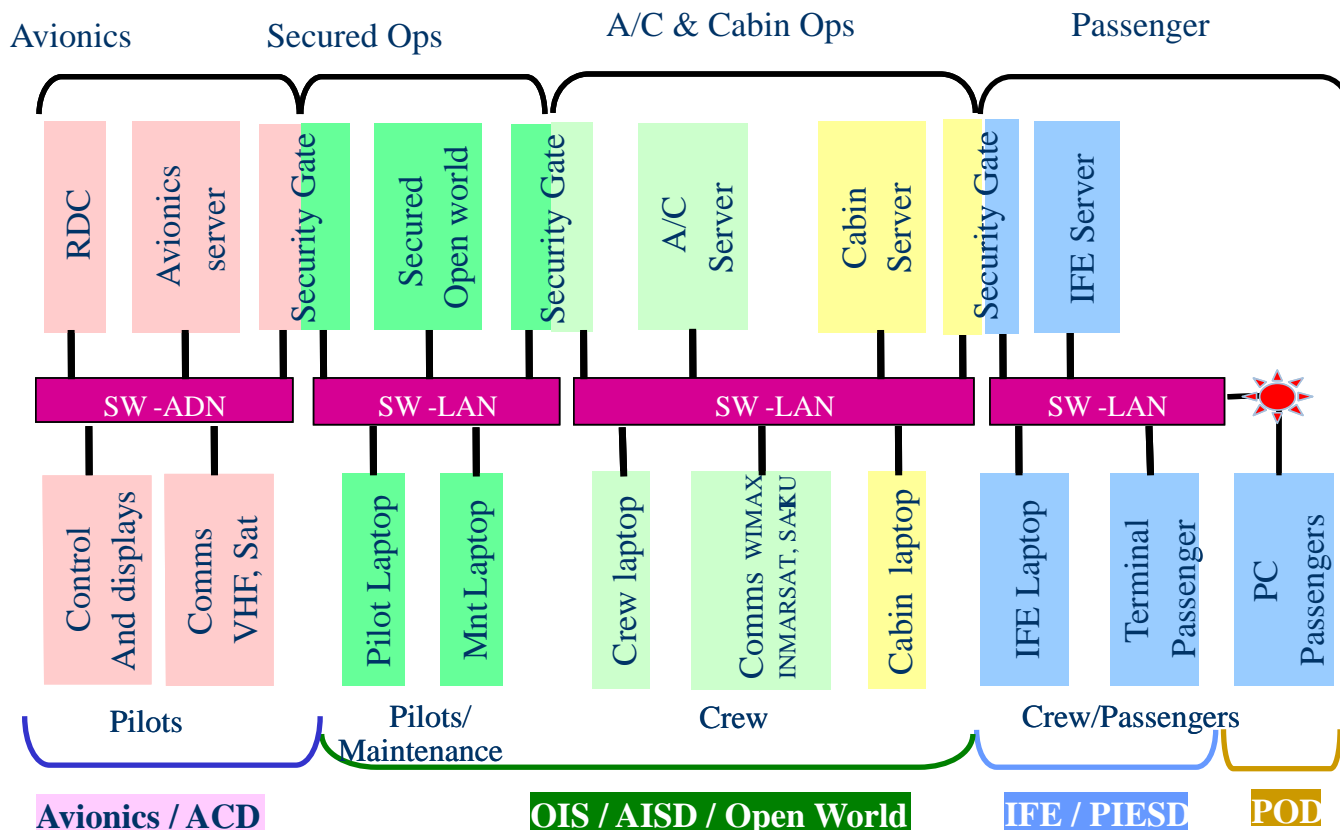 Avionics
Secured Ops
A/C & Cabin Ops
Passenger
RDC
Avionics
server
Security Gate
Secured
Open world
Security Gate
A/C
Server
Cabin
Server
Security Gate
IFE Server
SW -ADN
SW -LAN
SW -LAN
SW -LAN
Control
And displays
Comms
VHF, Sat
Pilot Laptop
Mnt Laptop
Crew laptop
Comms WIMAX
INMARSAT, SAKU
Cabin laptop
IFE Laptop
Terminal
Passenger
PC
Passengers
Pilots
Pilots/
Maintenance
Crew
Crew/Passengers
Avionics / ACD
OIS / AISD / Open World
IFE / PIESD
POD